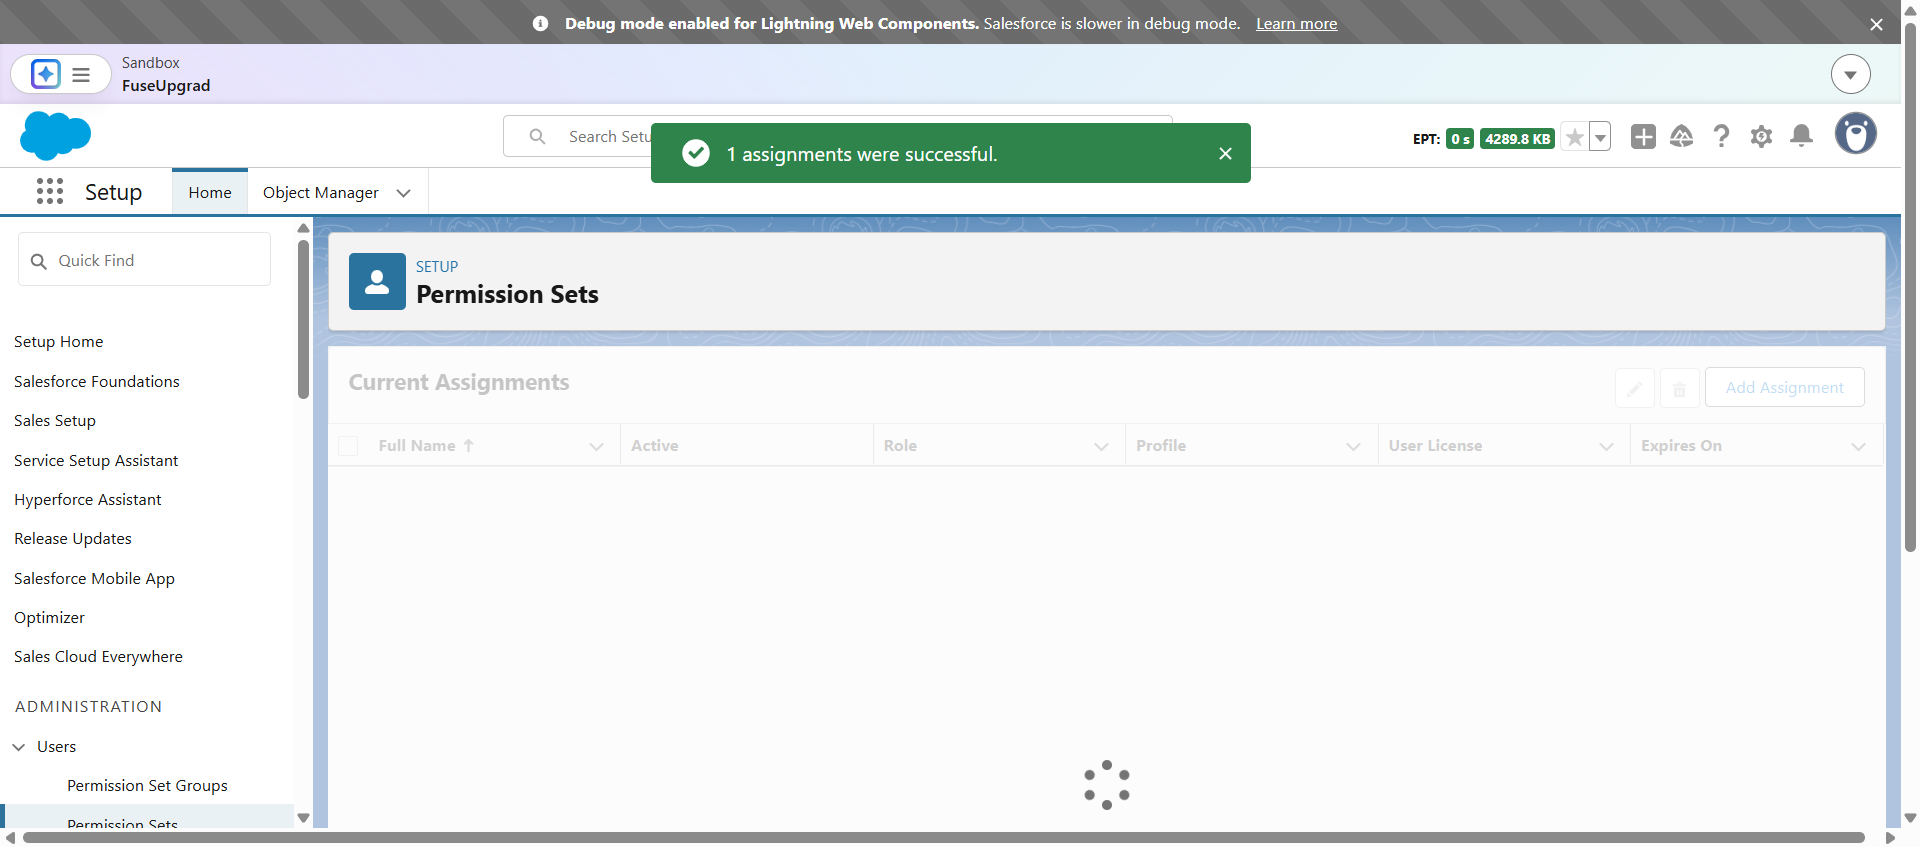 Debug mode enabled for Lightning Web Components. Salesforce is slower in debug mode. Learn more
Sandbox
FuseUpgrad
Search Setu
1 assignments were successful.
EPT: 0 s 4289.8 KB
Setup
Home
Object Manager
Quick Find
SETUP
Permission Sets
Setup Home
Salesforce Foundations
Sales Setup
Service Setup Assistant
Hyperforce Assistant
Release Updates
Salesforce Mobile App
Optimizer
Sales Cloud Everywhere
ADMINISTRATION
Users
Permission Set Groups
Permission Sets
Current Assignments
Add Assignment
Full Name
Active
Role
Profile
User License
Expires On